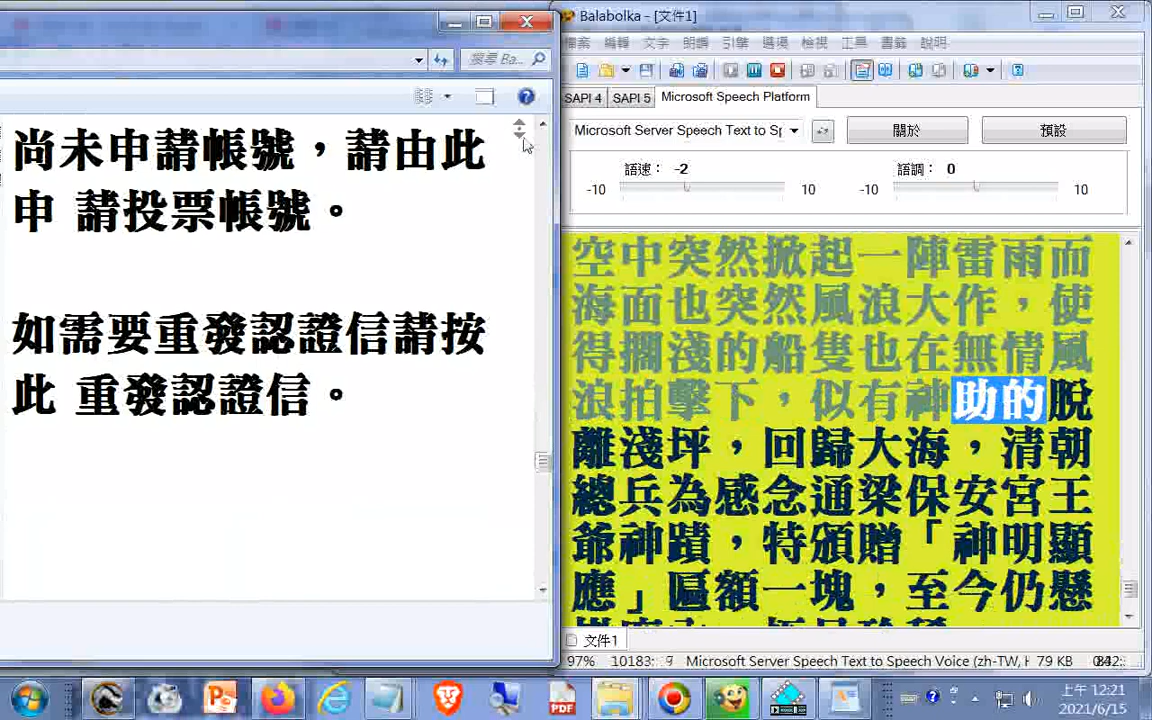 搜尋 Ba...
尚未申請帳號，請由此
申 請投票帳號。
如需要重發認證信請按
此 重發認證信。
Balabolka - [文件1]
檔案 編輯 文字 朗讀 引擎 選項 檢視 工具 書籤 說明
SAPI 4 SAPI 5 Microsoft Speech Platform
Microsoft Server Speech Text to Sp 關於 預設
語速： -2 語調： 0
-10 10 -10 10
空中突然掀起一陣雷雨而
海面也突然風浪大作，使
得擱淺的船隻也在無情風
浪拍擊下，似有神助的脫
離淺坪，回歸大海，清朝
總兵為感念通梁保安宮王
爺神蹟，特頒贈「神明顯
應」匾額一塊，至今仍懸
文件1
97% 10183: Microsoft Server Speech Text to Speech Voice (zh-TW, H 79 KB
上午 12:21
2021/6/15